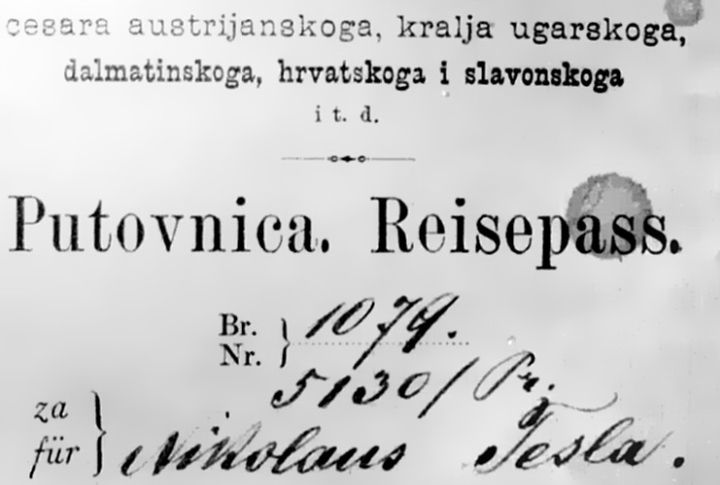 cesara austrijanskoga, kralja ugarskoga,
dalmatinskoga, hrvatskoga i slavonskoga
i t. d.
Putovnica. Reisepass.
Br. } 1079.
Nr.
5130/Pr.
za
für } Nikolaus Tesla.